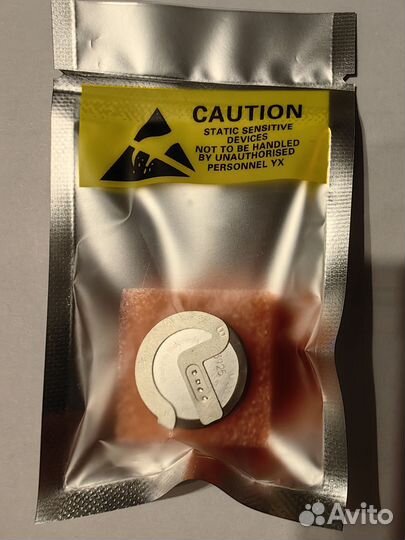 CAUTION
STATIC SENSITIVE
DEVICES
NOT TO BE HANDLED
BY UNAUTHORISED
PERSONNEL YX
Avito